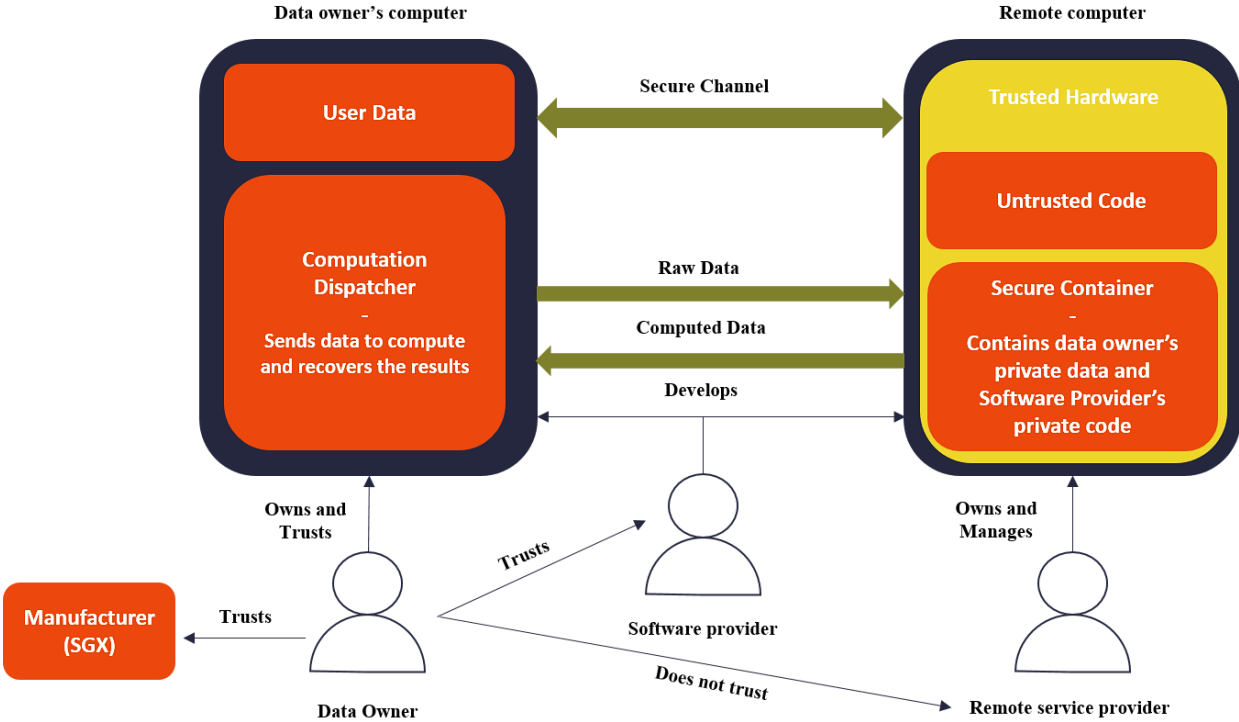 Data owner’s computer
Remote computer
User Data
Secure Channel
Trusted Hardware
Untrusted Code
Computation
Dispatcher
-
Sends data to compute
and recovers the results
Raw Data
Computed Data
Secure Container
-
Contains data owner’s
private data and
Software Provider’s
private code
Develops
Owns and
Trusts
Trusts
Owns and
Manages
Manufacturer
(SGX)
Trusts
Software provider
Does not trust
Data Owner
Remote service provider